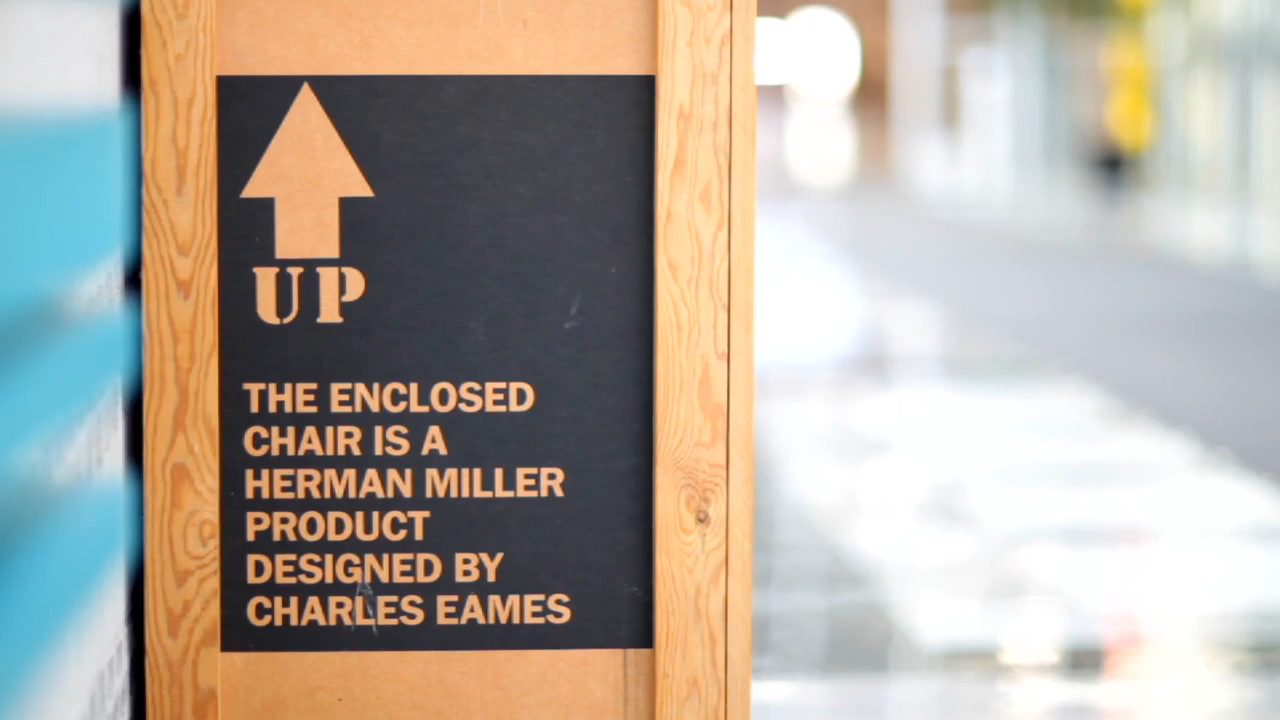 UP
THE ENCLOSED
CHAIR IS A
HERMAN MILLER
PRODUCT
DESIGNED BY
CHARLES EAMES